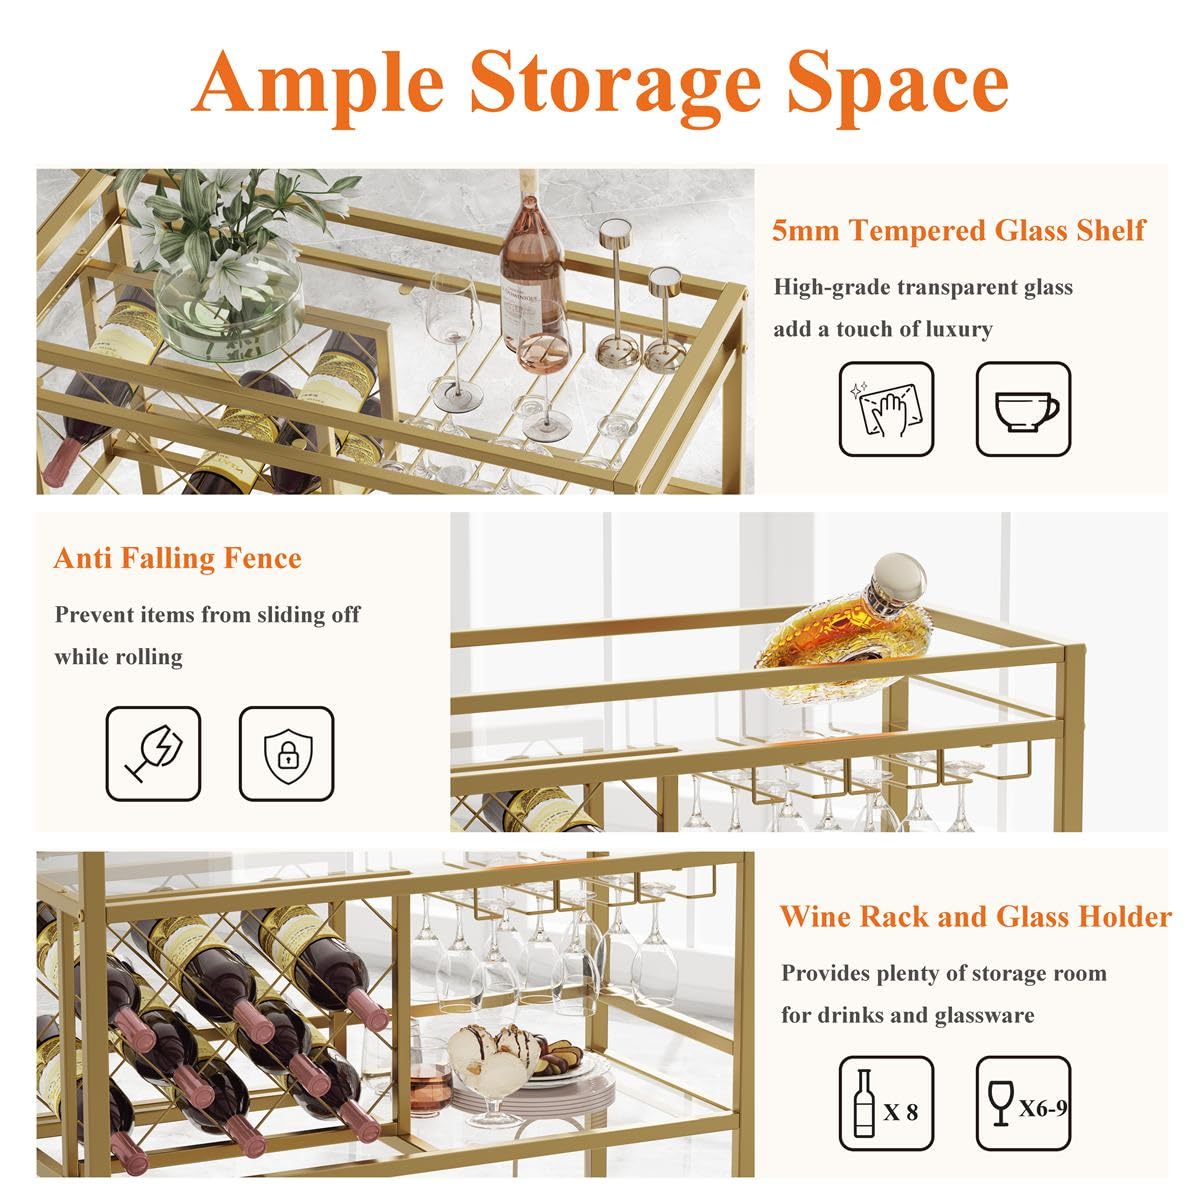 Ample Storage Space
5mm Tempered Glass Shelf
High-grade transparent glass
add a touch of luxury
Anti Falling Fence
Prevent items from sliding off
while rolling
Wine Rack and Glass Holder
Provides plenty of storage room
for drinks and glassware
X 8
X6-9